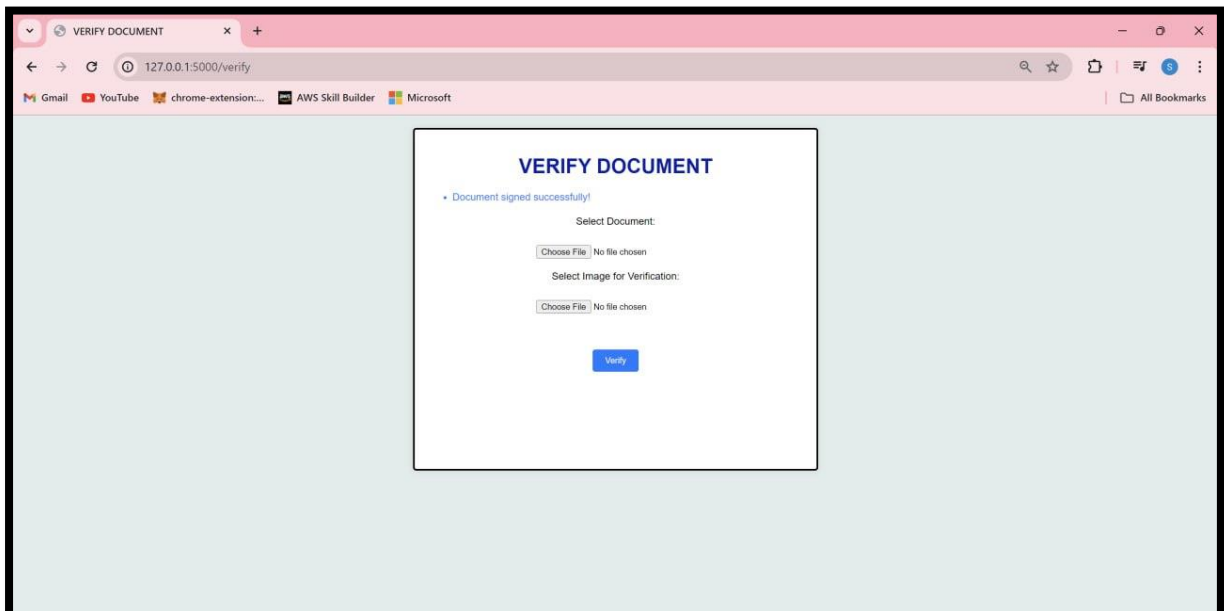 VERIFY DOCUMENT
127.0.0.1:5000/verify
S
Gmail YouTube chrome-extension:... AWS Skill Builder Microsoft All Bookmarks
VERIFY DOCUMENT
• Document signed successfully!
Select Document:
Choose File No file chosen
Select Image for Verification:
Choose File No file chosen
Verify